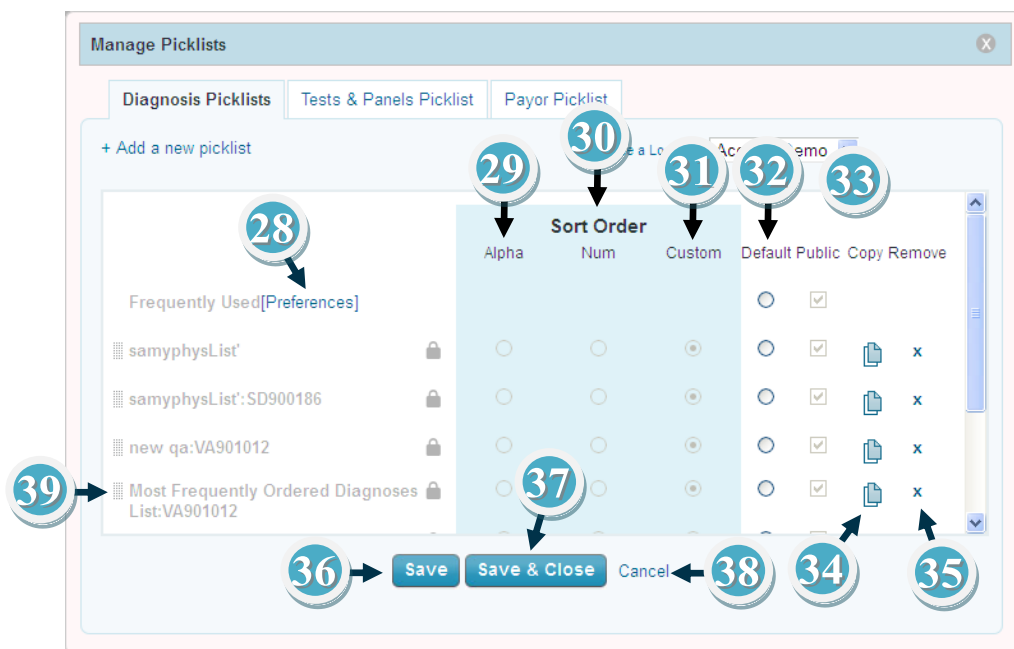 Manage Picklists
X
Diagnosis Picklists Tests & Panels Picklist Payor Picklist
+ Add a new picklist
30
29 31 32 33
28
Sort Order
Alpha Num Custom Default Public Copy Remove
Frequently Used[Preferences]
samyphysList' x
samyphysList':SD900186 x
new qa:VA901012 x
39 37
Most Frequently Ordered Diagnoses x
List:VA901012
36 Save Save & Close Cancel 38 34 35